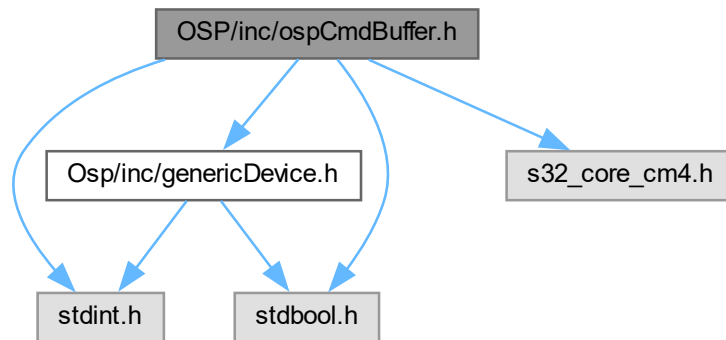 OSP/inc/ospCmdBuffer.h
Osp/inc/genericDevice.h
s32_core_cm4.h
stdint.h
stdbool.h